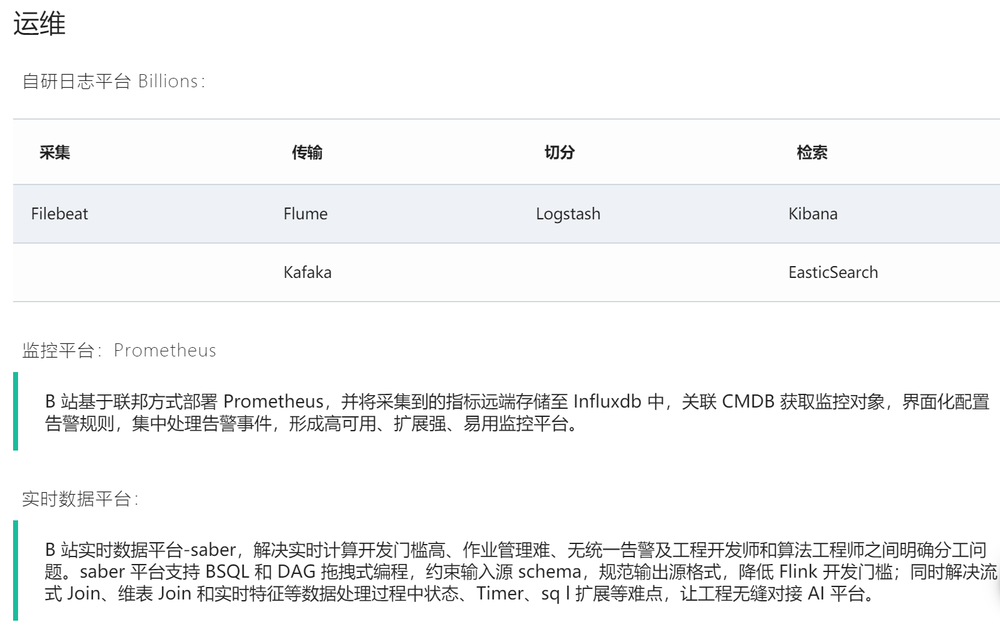 运维
自研日志平台 Billions：
采集 传输 切分 检索
Filebeat Flume Logstash Kibana
Kafaka EasticSearch
监控平台：Prometheus
B 站基于联邦方式部署 Prometheus，并将采集到的指标远端存储至 Influxdb 中，关联 CMDB 获取监控对象，界面化配置
告警规则，集中处理告警事件，形成高可用、扩展强、易用监控平台。
实时数据平台：
B 站实时数据平台-saber，解决实时计算开发门槛高、作业管理难、无统一告警及工程开发师和算法工程师之间明确分工问
题。saber 平台支持 BSQL 和 DAG 拖拽式编程，约束输入源 schema，规范输出源格式，降低 Flink 开发门槛；同时解决流
式 Join、维表 Join 和实时特征等数据处理过程中状态、Timer、sq l 扩展等难点，让工程无缝对接 AI 平台。